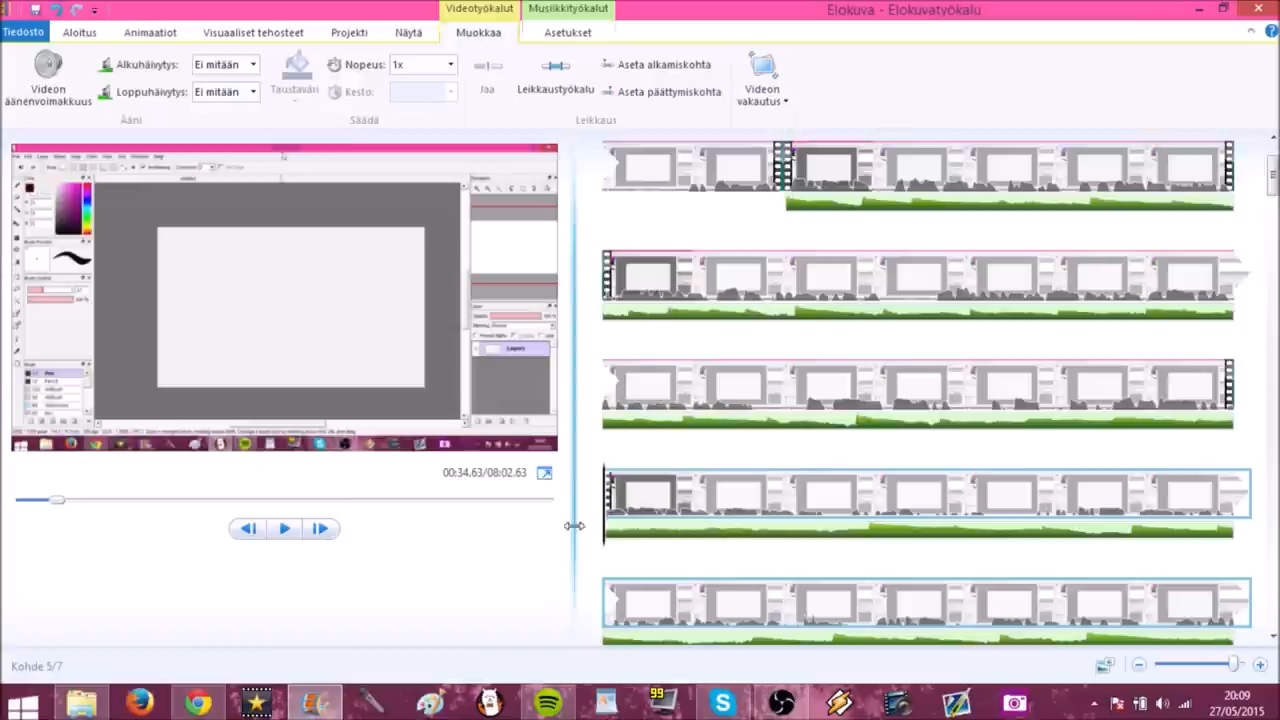 Videotyökalut Musiikkityökalut Elokuva - Elokuvatyökalu
Tiedosto Aloitus Animaatiot Visuaaliset tehosteet Projekti Näytä Muokkaa Asetukset
Videon äänenvoimakkuus
Alkuhäivytys: Ei mitään
Loppuhäivytys: Ei mitään
Ääni
Taustaväri
Nopeus: 1x
Kesto:
Säädä
Jaa
Leikkaustyökalu
Aseta alkamiskohta
Aseta päättymiskohta
Leikkaus
Videon vakautus
00:34.63/08:02.63
Kohde 5/7
99
20:09
27/05/2015